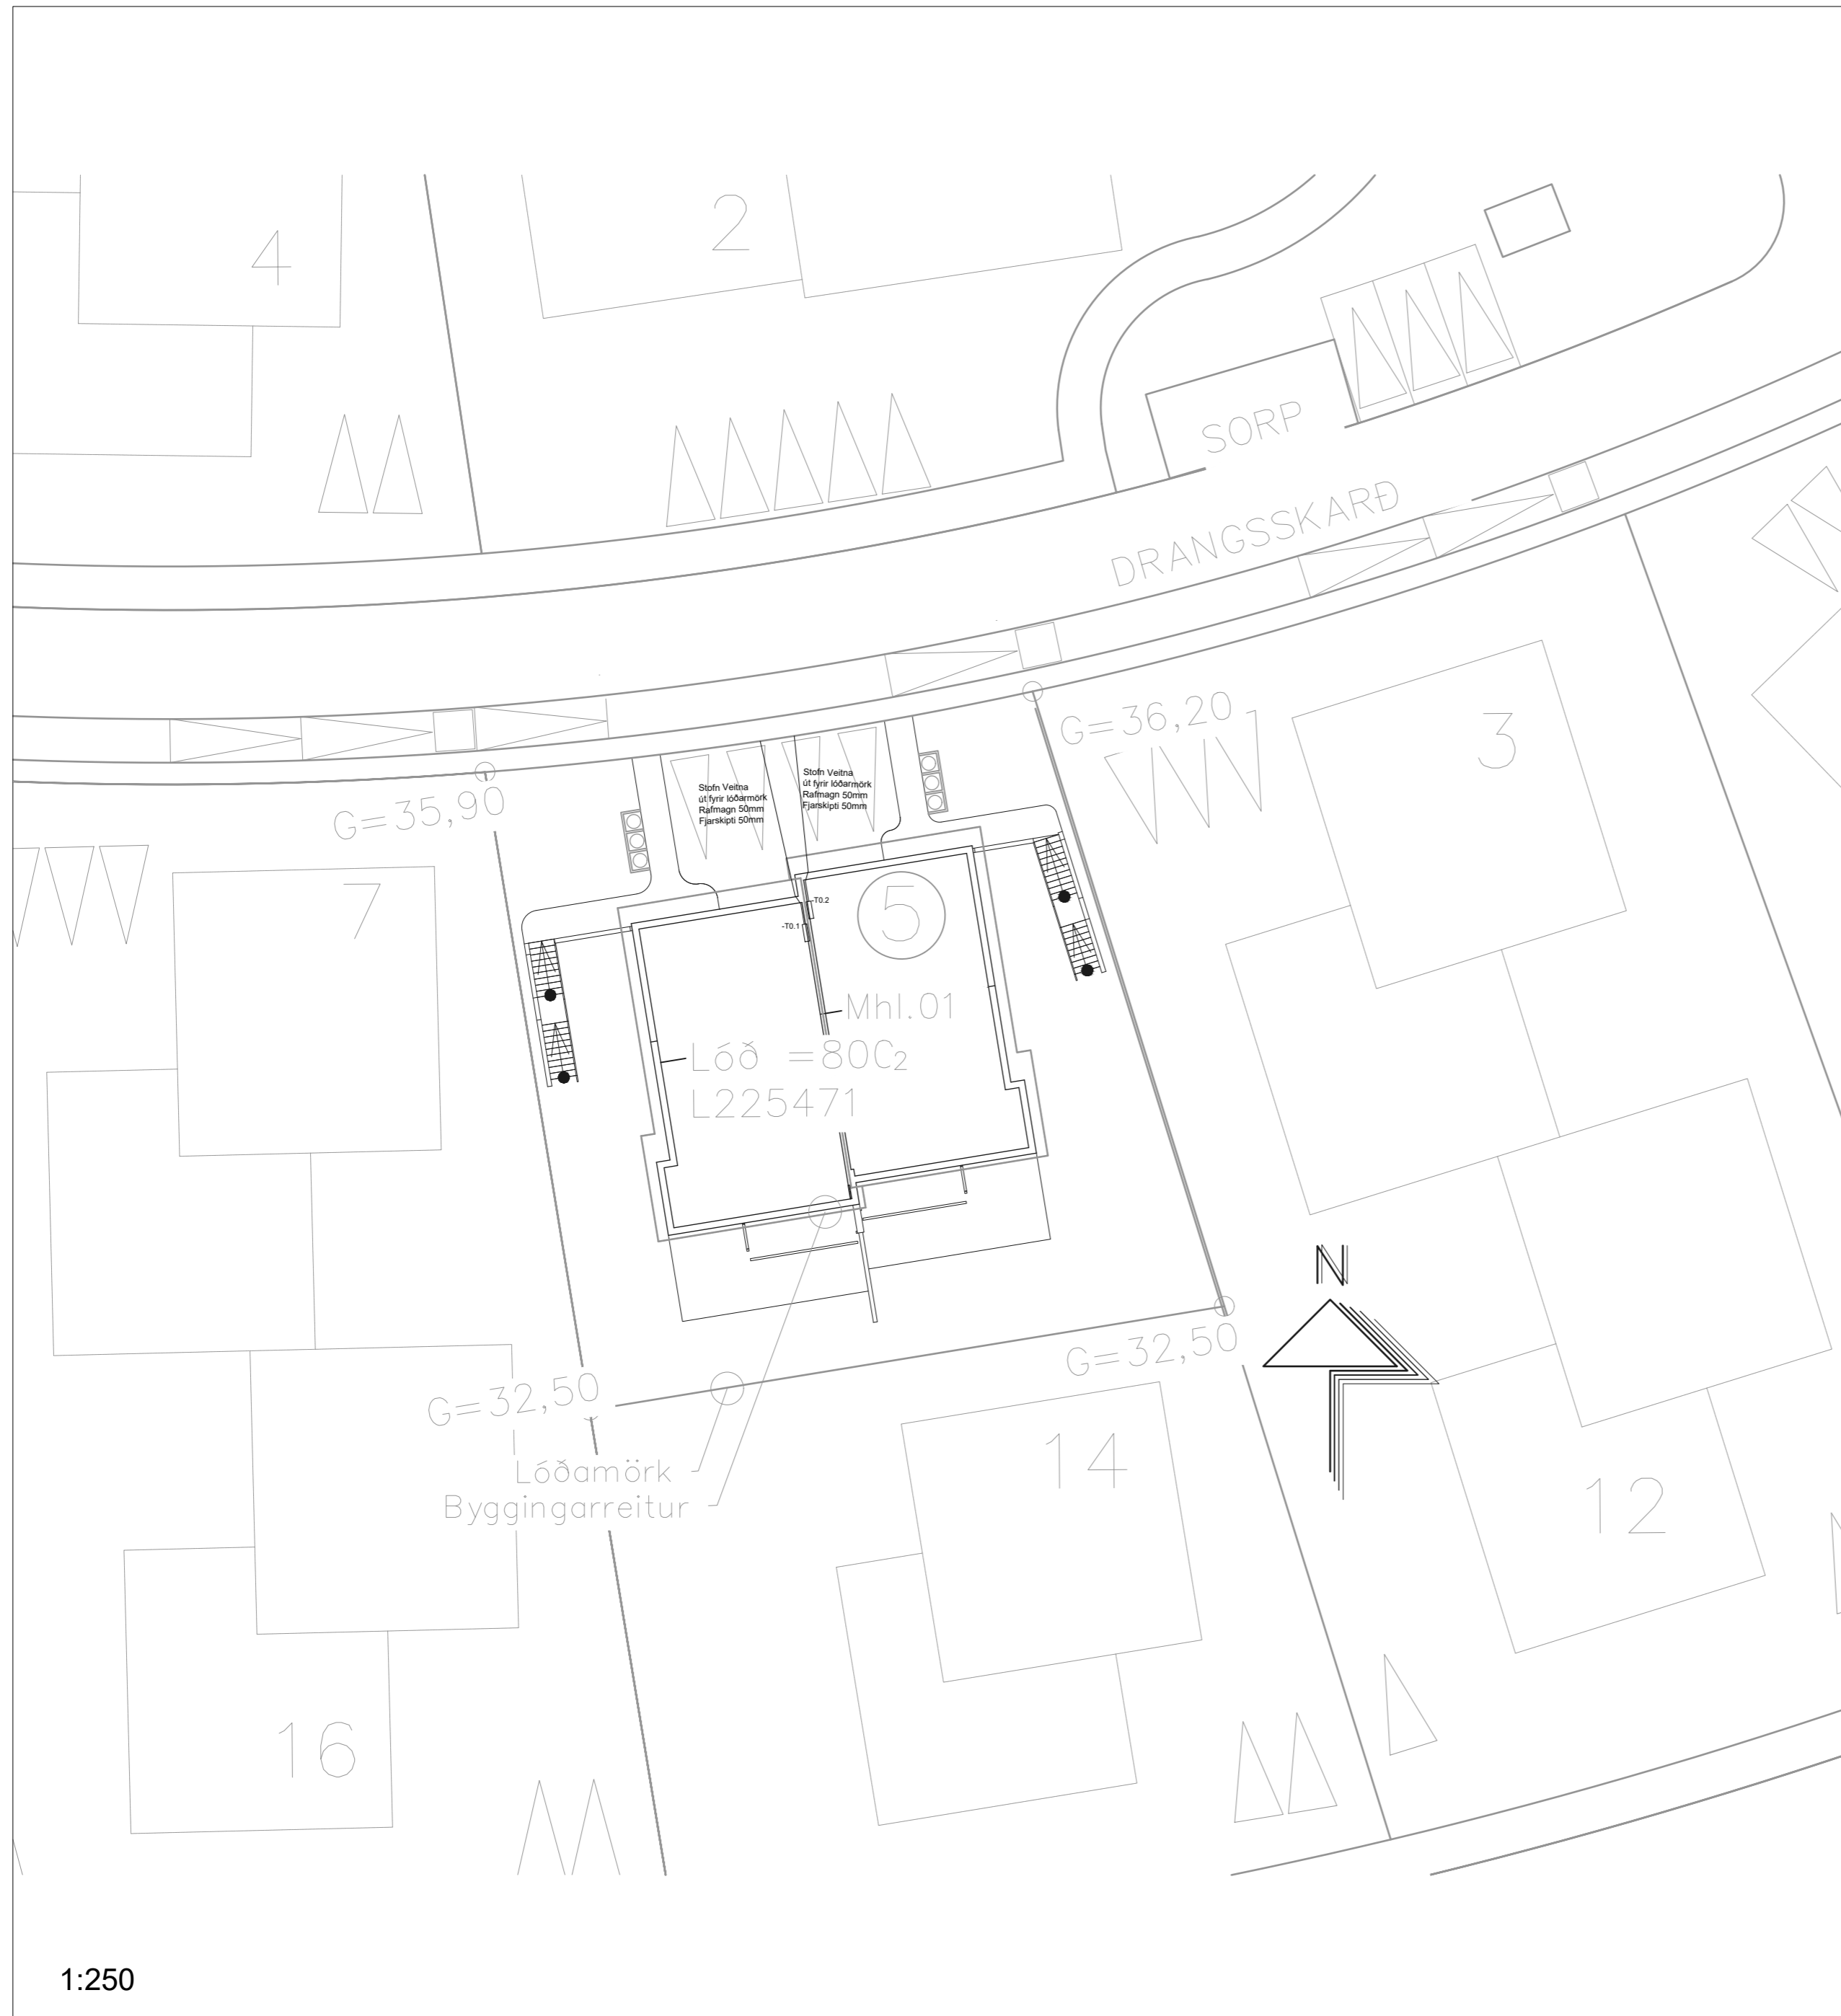 4
2
SORP
DRANGSSKARÐ
G=36,20
3
Stofn Veitna
út fyrir lóðarmörk
Rafmagn 50mm
Fjarskipti 50mm
Stofn Veitna
út fyrir lóðarmörk
Rafmagn 50mm
Fjarskipti 50mm
G=35,90
7
-T0.2
-T0.1
5
Mhl.01
Lóð =80C2
L225471
N
G=32,50
G=32,50
Lóðamörk
Byggingarreitur
14
12
16
1:250